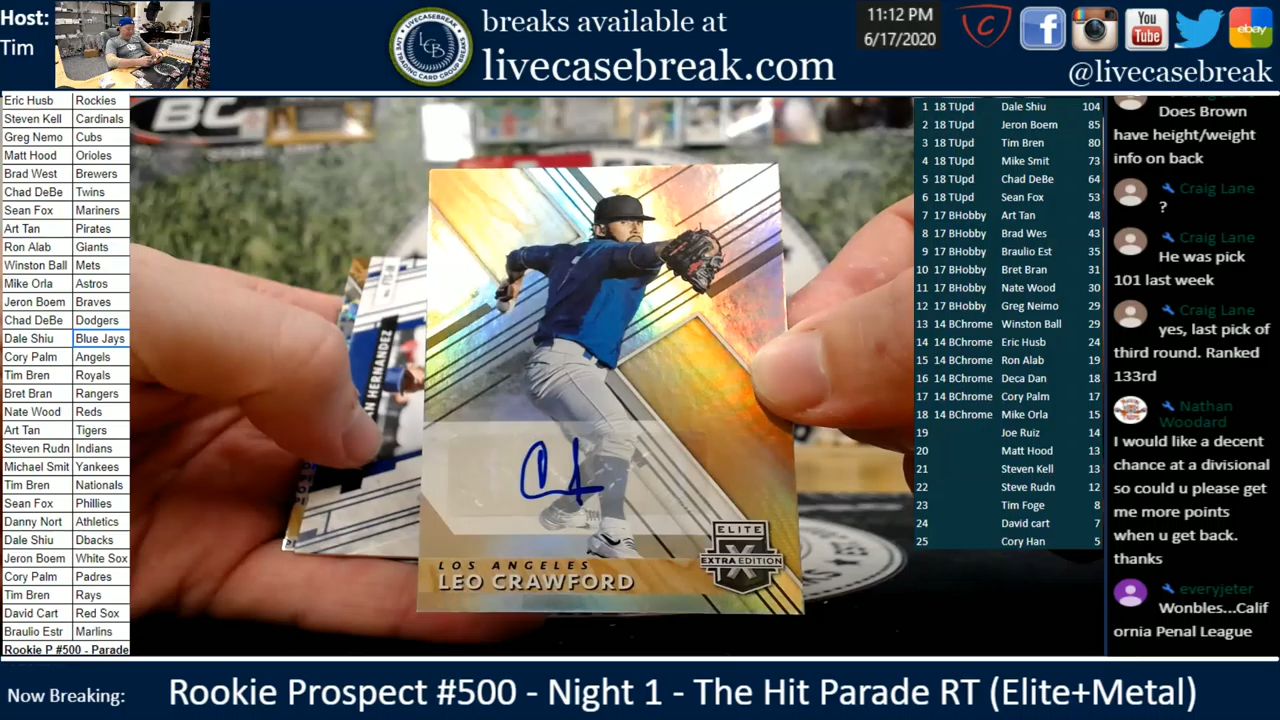 Host:
Tim
LCB
LIVECASEBREAK
breaks available at
livecasebreak.com
11:12 PM
6/17/2020
You
Tube
ebay
@livecasebreak
Eric Husb Rockies
Steven Kell Cardinals
Greg Nemo Cubs
Matt Hood Orioles
Brad West Brewers
Chad DeBe Twins
Sean Fox Mariners
Art Tan Pirates
Ron Alab Giants
Winston Ball Mets
Mike Orla Astros
Jeron Boem Braves
Chad DeBe Dodgers
Dale Shiu Blue Jays
Cory Palm Angels
Tim Bren Royals
Bret Bran Rangers
Nate Wood Reds
Art Tan Tigers
Steven Rudn Indians
Michael Smit Yankees
Tim Bren Nationals
Sean Fox Phillies
Danny Nort Athletics
Dale Shiu Dbacks
Jeron Boem White Sox
Cory Palm Padres
Tim Bren Rays
David Cart Red Sox
Braulio Estr Marlins
Rookie P #500 - Parade
BC
HERNANDEZ
ELITE
EXTRA EDITION
LOS ANGELES
LEO CRAWFORD
1 18 TUpd Dale Shiu 104
2 18 TUpd Jeron Boem 85
3 18 TUpd Tim Bren 80
4 18 TUpd Mike Smit 73
5 18 TUpd Chad DeBe 64
6 18 TUpd Sean Fox 53
7 17 BHobby Art Tan 48
8 17 BHobby Brad Wes 43
9 17 BHobby Braulio Est 35
10 17 BHobby Bret Bran 31
11 17 BHobby Nate Wood 30
12 17 BHobby Greg Neimo 29
13 14 BChrome Winston Ball 29
14 14 BChrome Eric Husb 24
15 14 BChrome Ron Alab 19
16 14 BChrome Deca Dan 18
17 14 BChrome Cory Palm 17
18 14 BChrome Mike Orla 15
19 Joe Ruiz 14
20 Matt Hood 13
21 Steven Kell 13
22 Steve Rudn 12
23 Tim Foge 8
24 David cart 7
25 Cory Han 5
Does Brown
have height/weight
info on back
Craig Lane
?
Craig Lane
He was pick
101 last week
Craig Lane
yes, last pick of
third round. Ranked
133rd
Nathan
Woodard
I would like a decent
chance at a divisional
so could u please get
me more points
when u get back.
thanks
everyjeter
Wonbles...Calif
ornia Penal League
Now Breaking:
Rookie Prospect #500 - Night 1 - The Hit Parade RT (Elite+Metal)